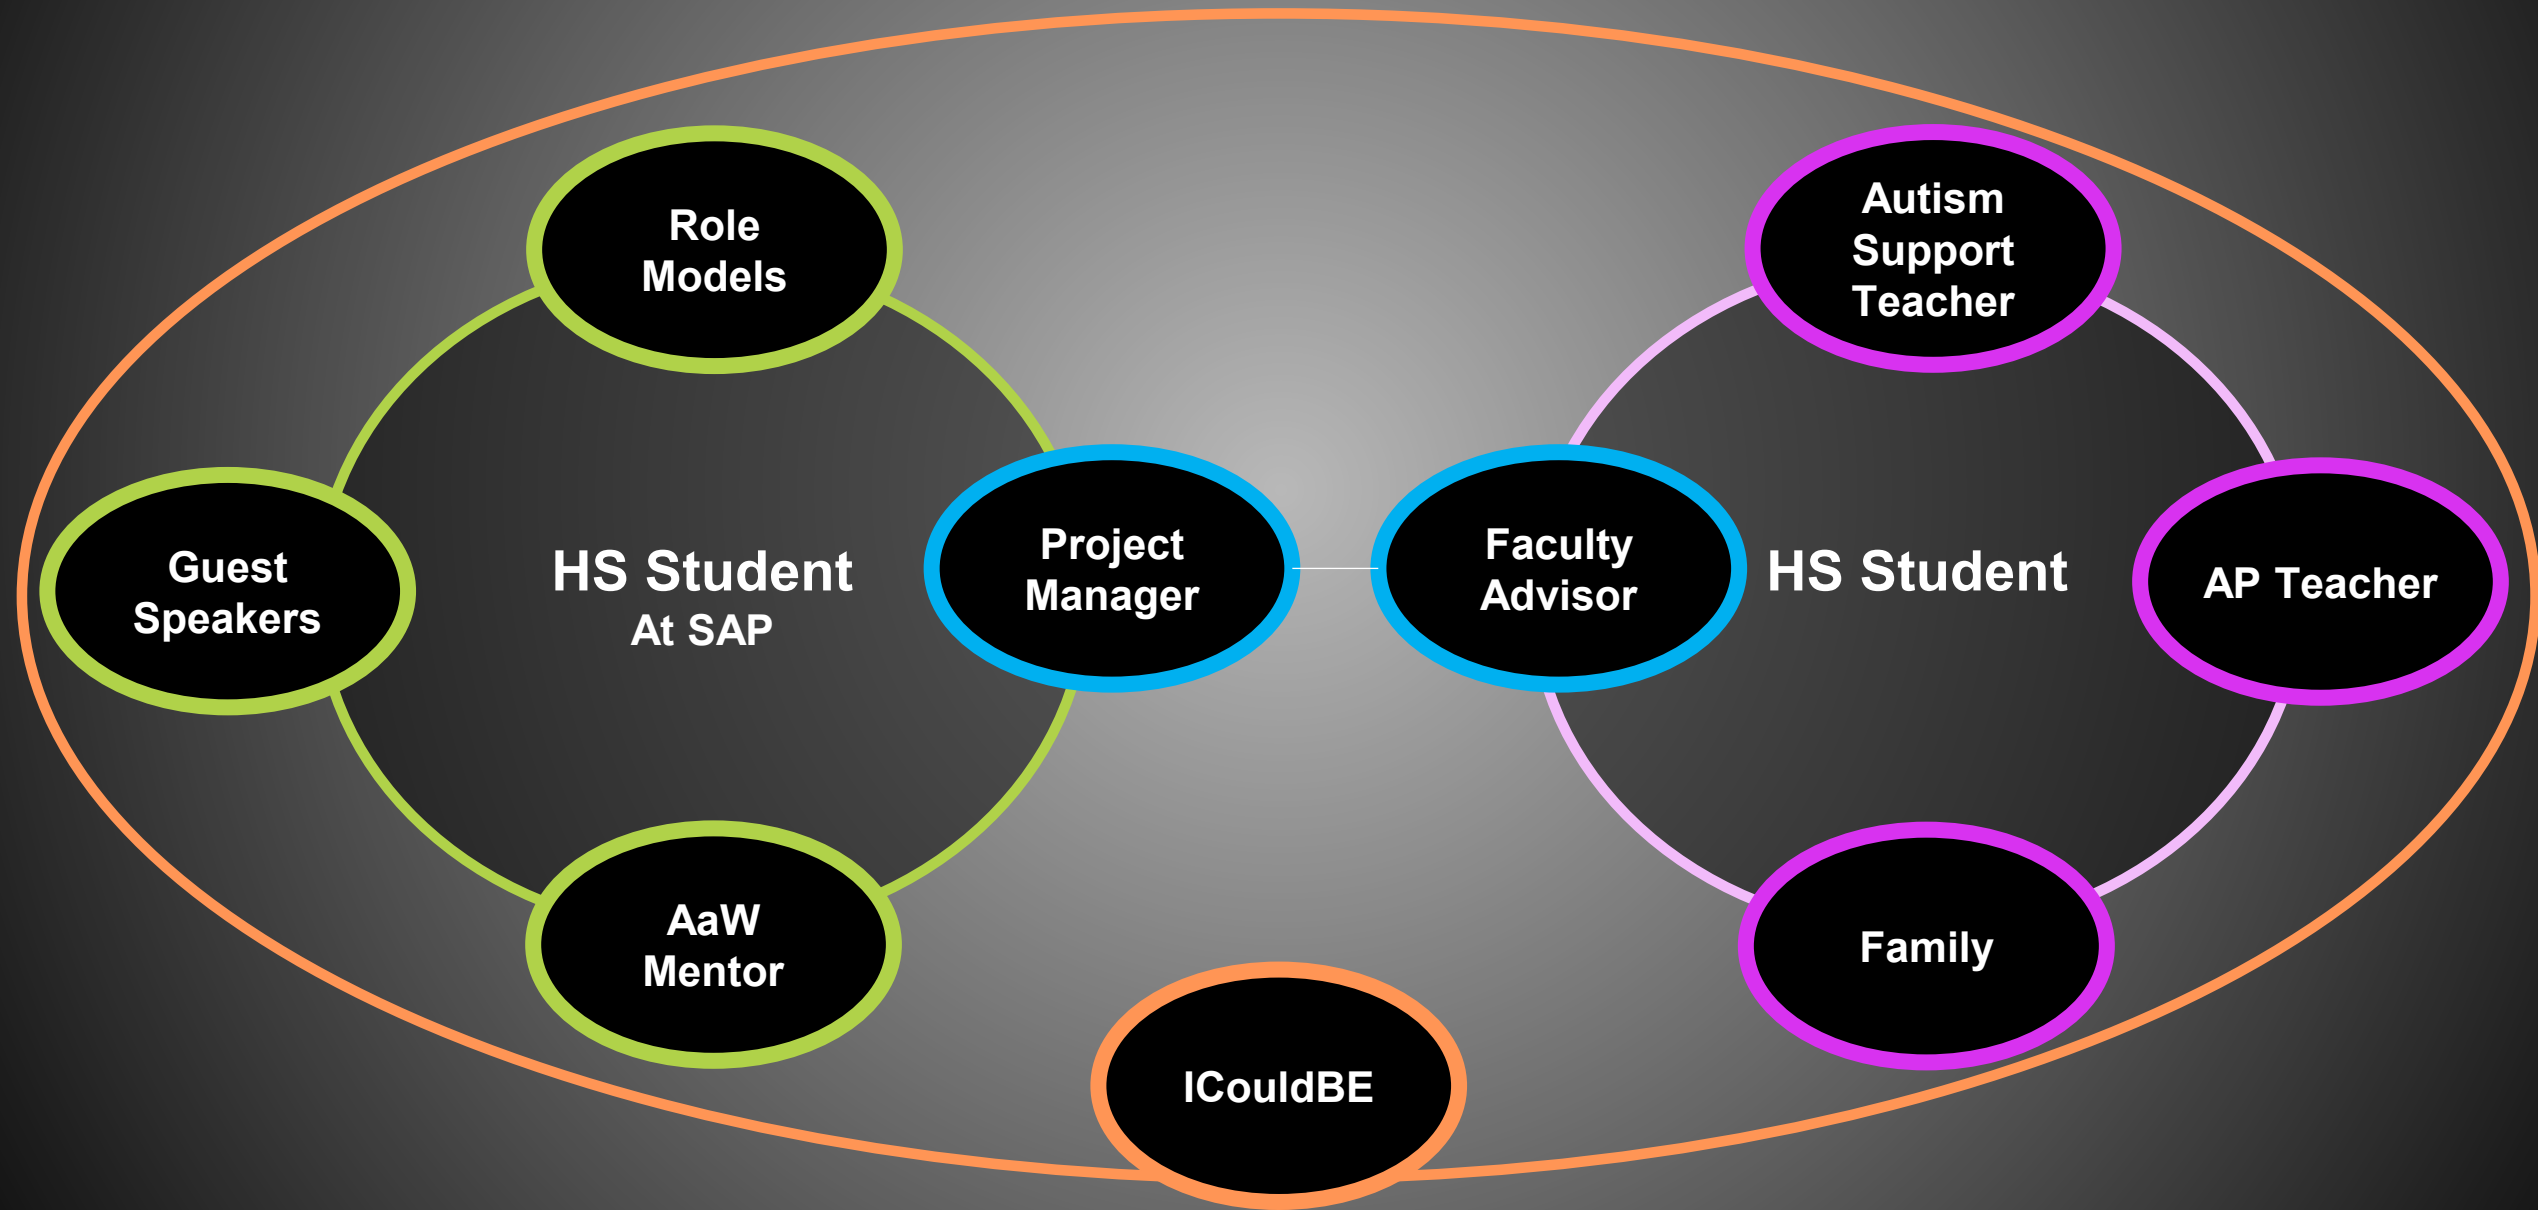 Role
Models
Autism
Support
Teacher
Guest
Speakers
HS Student
At SAP
Project
Manager
Faculty
Advisor
HS Student
AP Teacher
AaW
Mentor
Family
ICouldBE